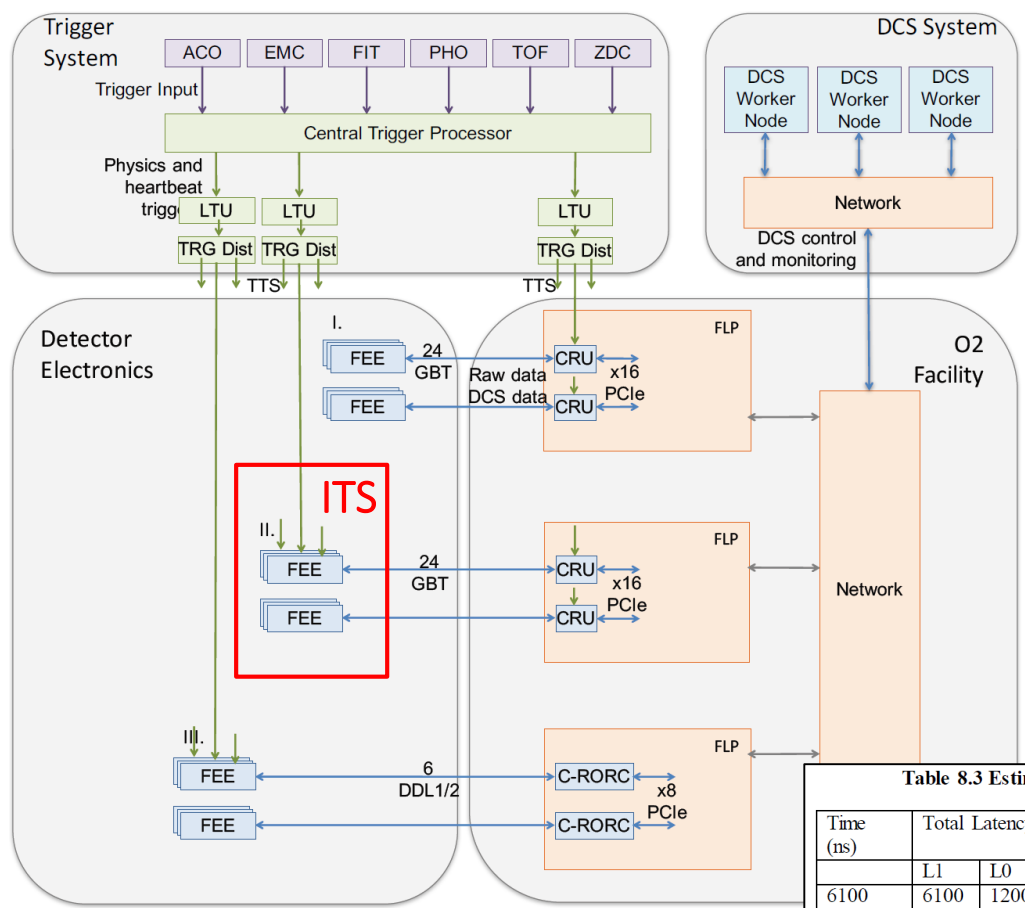 Trigger
System
ACO
EMC
FIT
PHO
TOF
ZDC
Trigger Input
Central Trigger Processor
Physics and
heartbeat
LTU
LTU
LTU
TRG Dist
TRG Dist
TRG Dist
TTS
TTS
DCS System
DCS
Worker
Node
DCS
Worker
Node
DCS
Worker
Node
Network
DCS control
and monitoring
Detector
Electronics
I.
FEE
FEE
24
GBT
Raw data
DCS data
CRU
CRU
x16
PCIe
FLP
O2
Facility
ITS
II.
FEE
FEE
24
GBT
CRU
CRU
x16
PCIe
FLP
Network
III.
FEE
FEE
6
DDL1/2
C-RORC
C-RORC
x8
PCIe
FLP
Table 8.3
Time
(ns)
Total
L1
L0
6100
6100